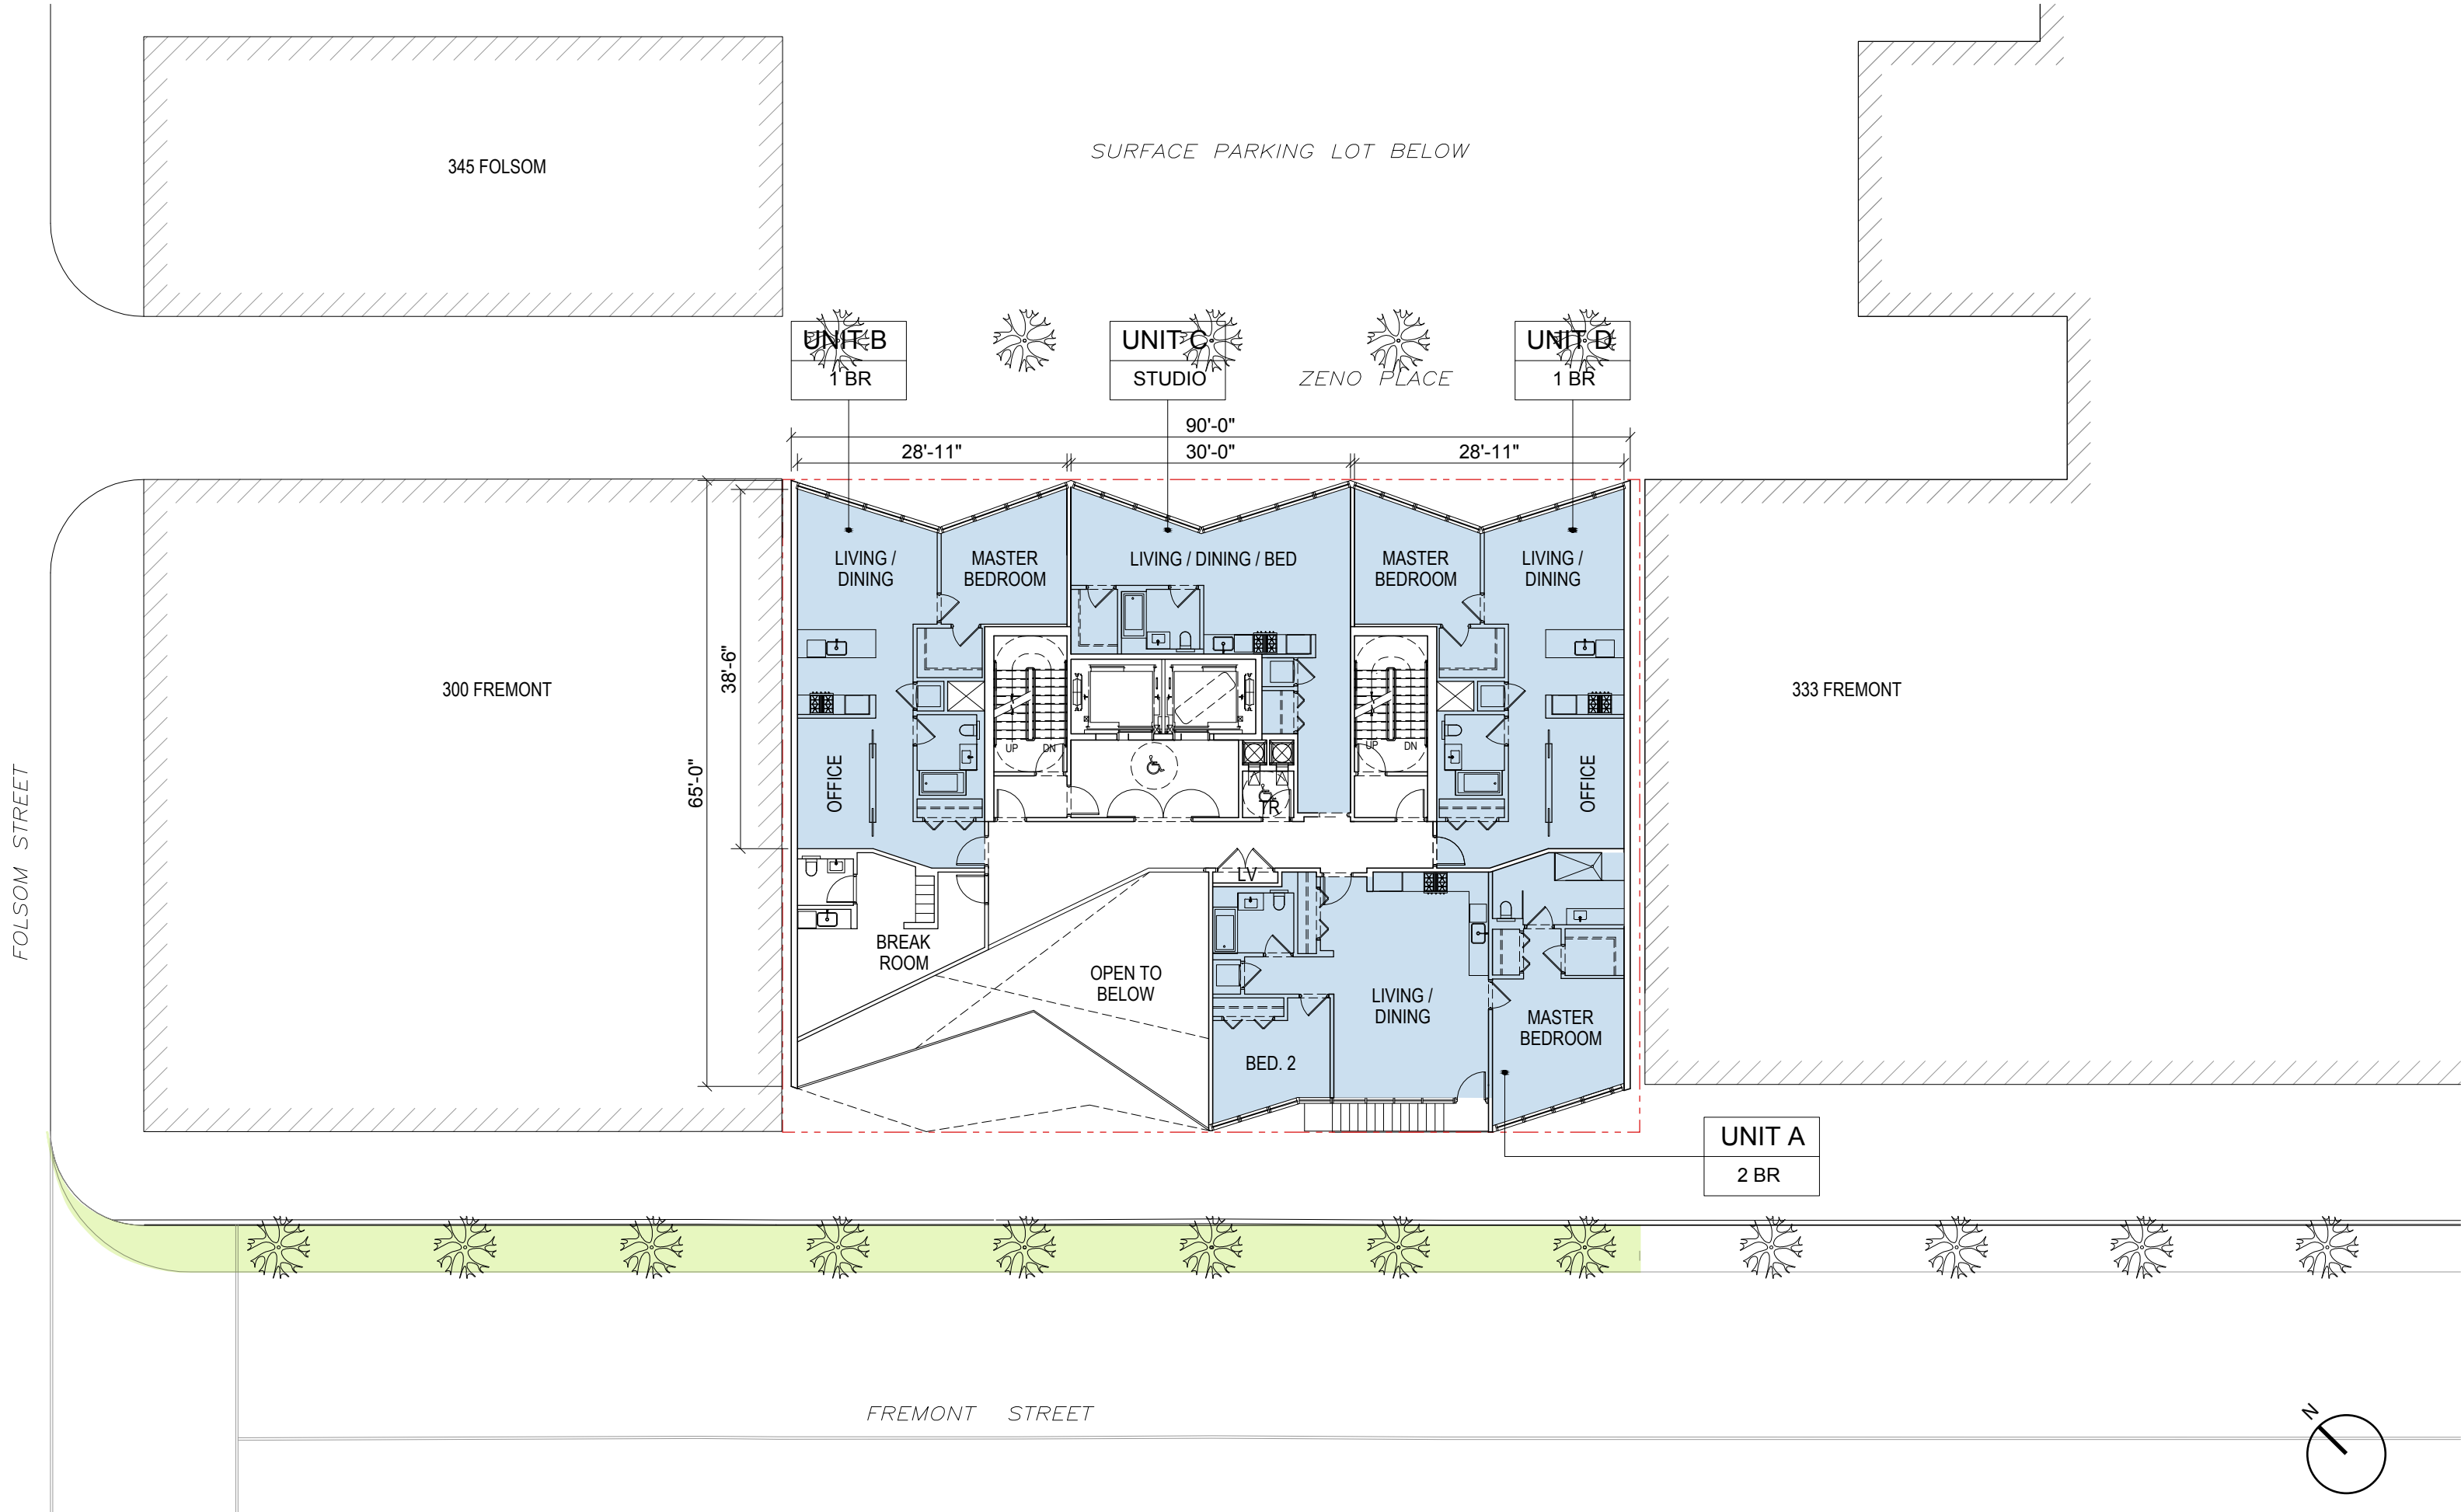 345 FOLSOM
SURFACE PARKING LOT BELOW
UNIT B
1 BR
UNIT C
STUDIO
ZENO PLACE
UNIT D
1 BR
90'-0"
28'-11"
30'-0"
28'-11"
LIVING /
DINING
MASTER
BEDROOM
LIVING / DINING / BED
MASTER
BEDROOM
LIVING /
DINING
38'-6"
65'-0"
300 FREMONT
333 FREMONT
UP
DN
UP
DN
OFFICE
OFFICE
TR
LV
FOLSOM STREET
BREAK
ROOM
OPEN TO
BELOW
LIVING /
DINING
MASTER
BEDROOM
BED. 2
UNIT A
2 BR
FREMONT STREET
N